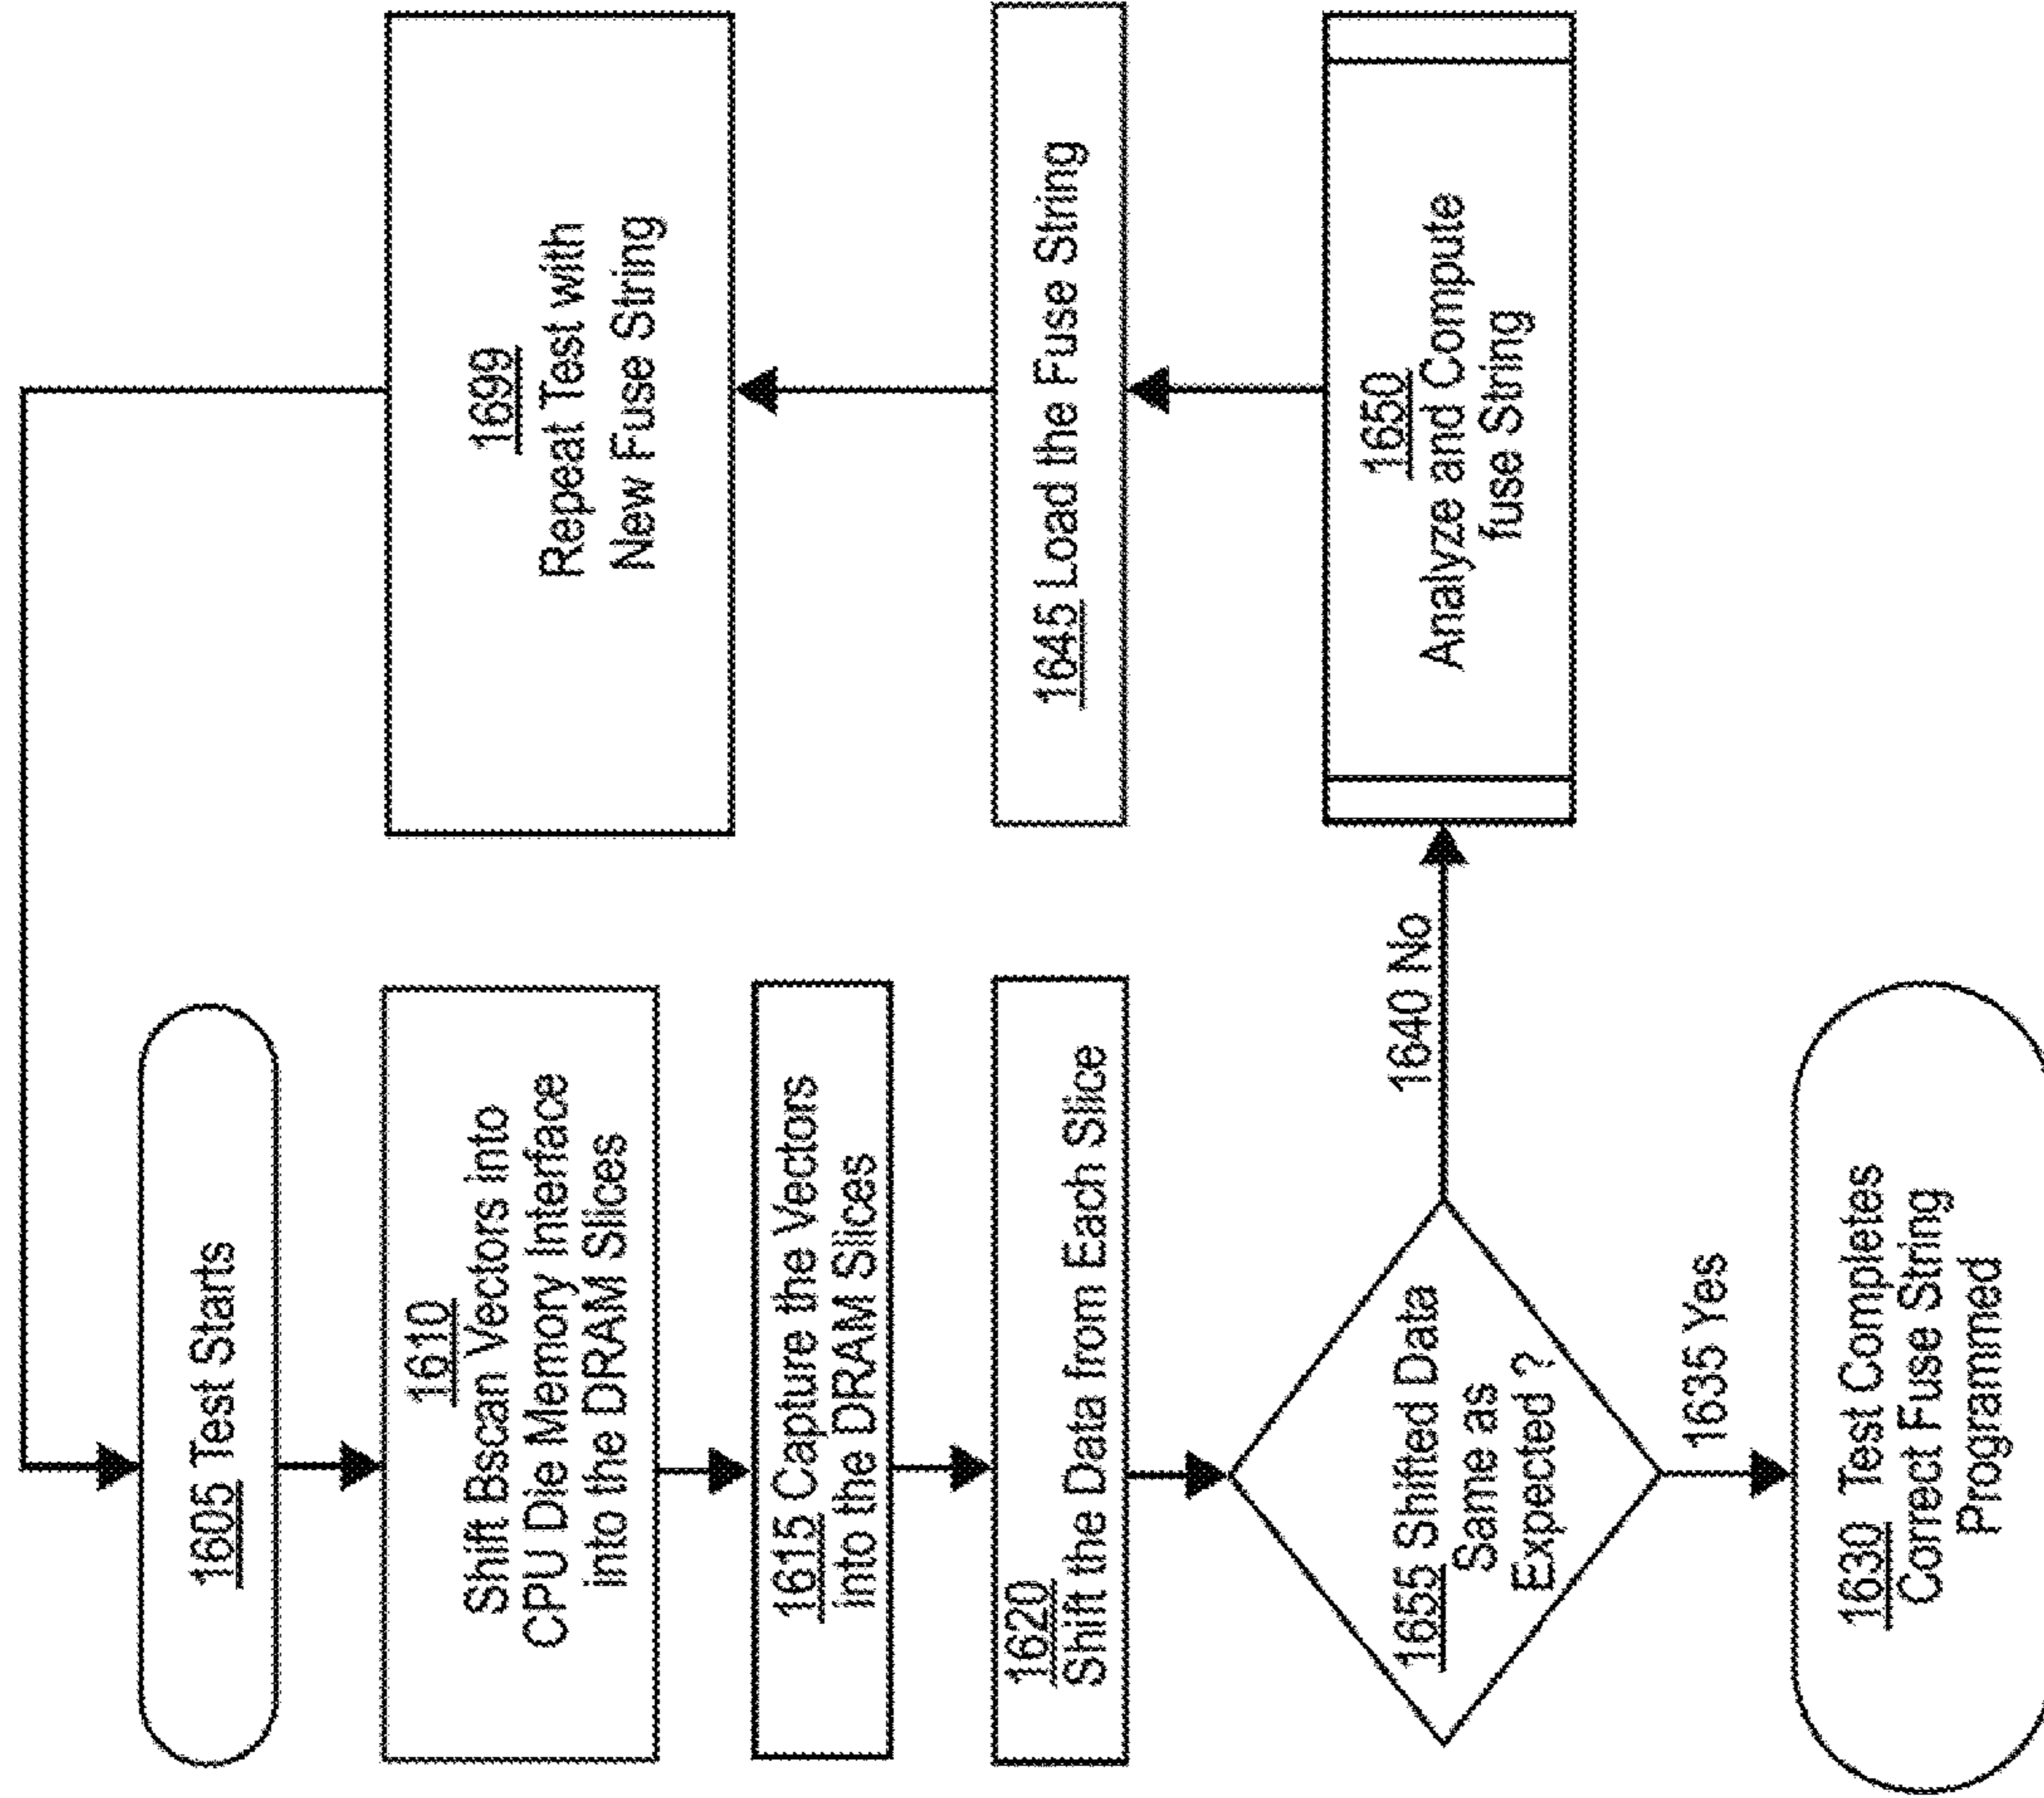 1605 Test Starts
1610
Shift Bscan Vectors into
CPU Die Memory Interface
into the DRAM Slices
1615 Capture the Vectors
into the DRAM Slices
1620
Shift the Data from Each Slice
1655 Shifted Data
Same as
Expected ?
1635 Yes
1630 Test Completes
Correct Fuse String
Programmed
1640 No
1650
Analyze and Compute
fuse String
1645 Load the Fuse String
1699
Repeat Test with
New Fuse String